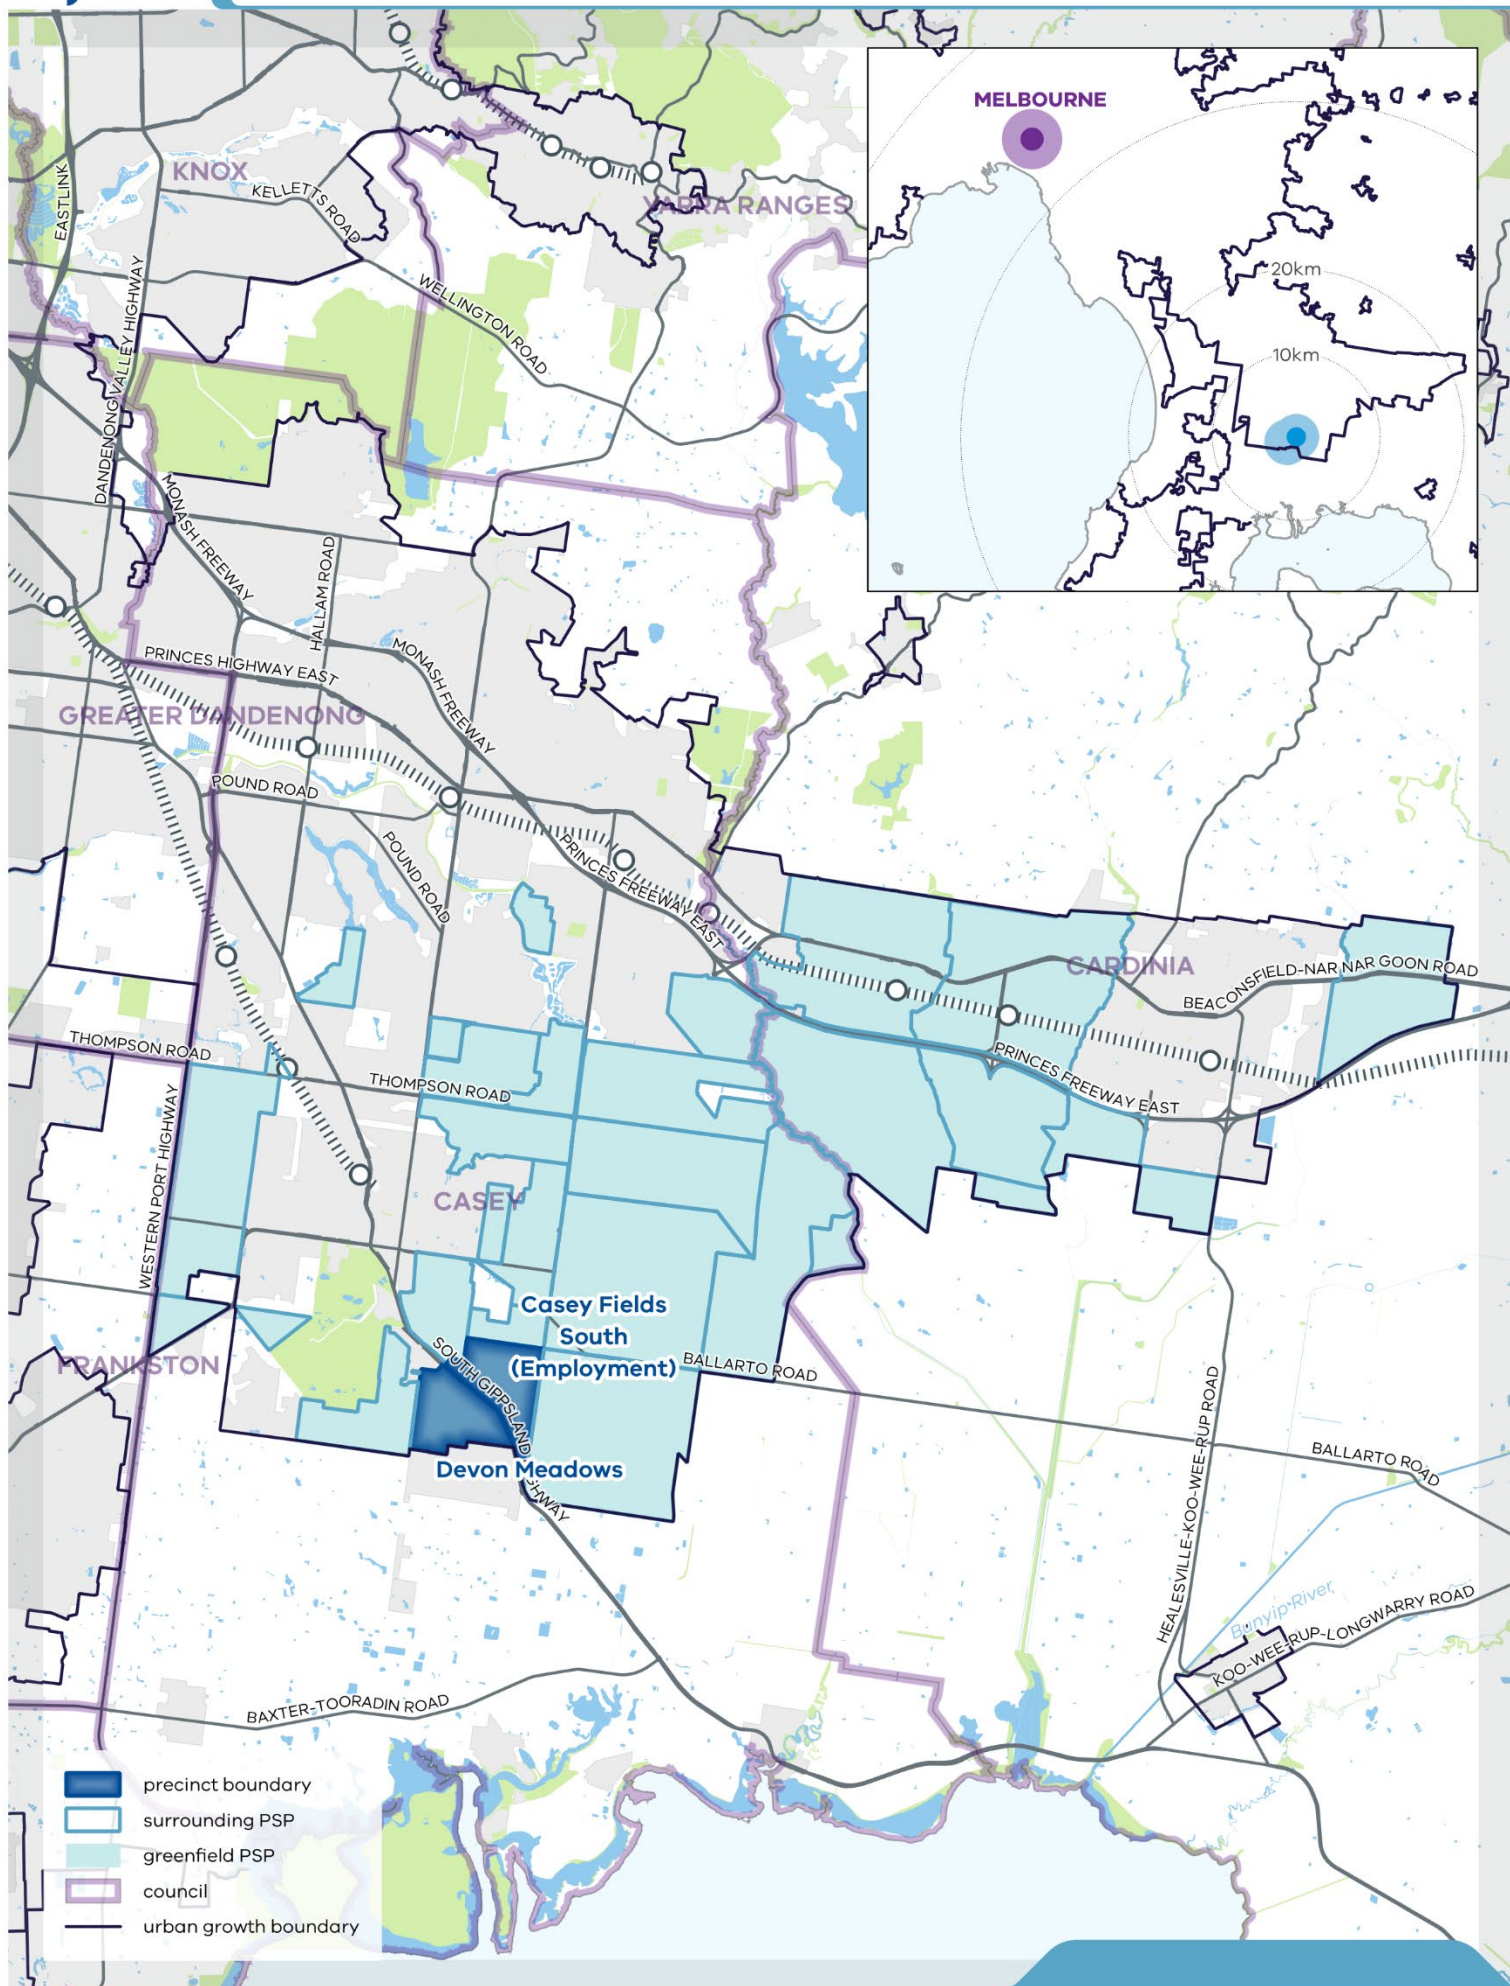 MELBOURNE
20km
10km
KNOX
KELLETTS ROAD
EASTLINK
YARRA RANGES
WELLINGTON ROAD
DANDENONG VALLEY HIGHWAY
MONASH FREEWAY
HALLAM ROAD
PRINCES HIGHWAY EAST
MONASH FREEWAY
GREATER DANDENONG
POUND ROAD
POUND ROAD
PRINCES FREEWAY EAST
CARDINIA
BEACONSFIELD-NAR NAR GOON ROAD
THOMPSON ROAD
THOMPSON ROAD
PRINCES FREEWAY EAST
WESTERN PORT HIGHWAY
CASEY
Casey Fields
South
(Employment)
FRANKSTON
SOUTH GIPPSLAND HIGHWAY
BALLARTO ROAD
Devon Meadows
HEALESVILLE-KOO-WEE-RUP ROAD
BALLARTO ROAD
Bunyip River
KOO-WEE-RUP-LONGWARRY ROAD
BAXTER-TOORADIN ROAD
precinct boundary
surrounding PSP
greenfield PSP
council
urban growth boundary